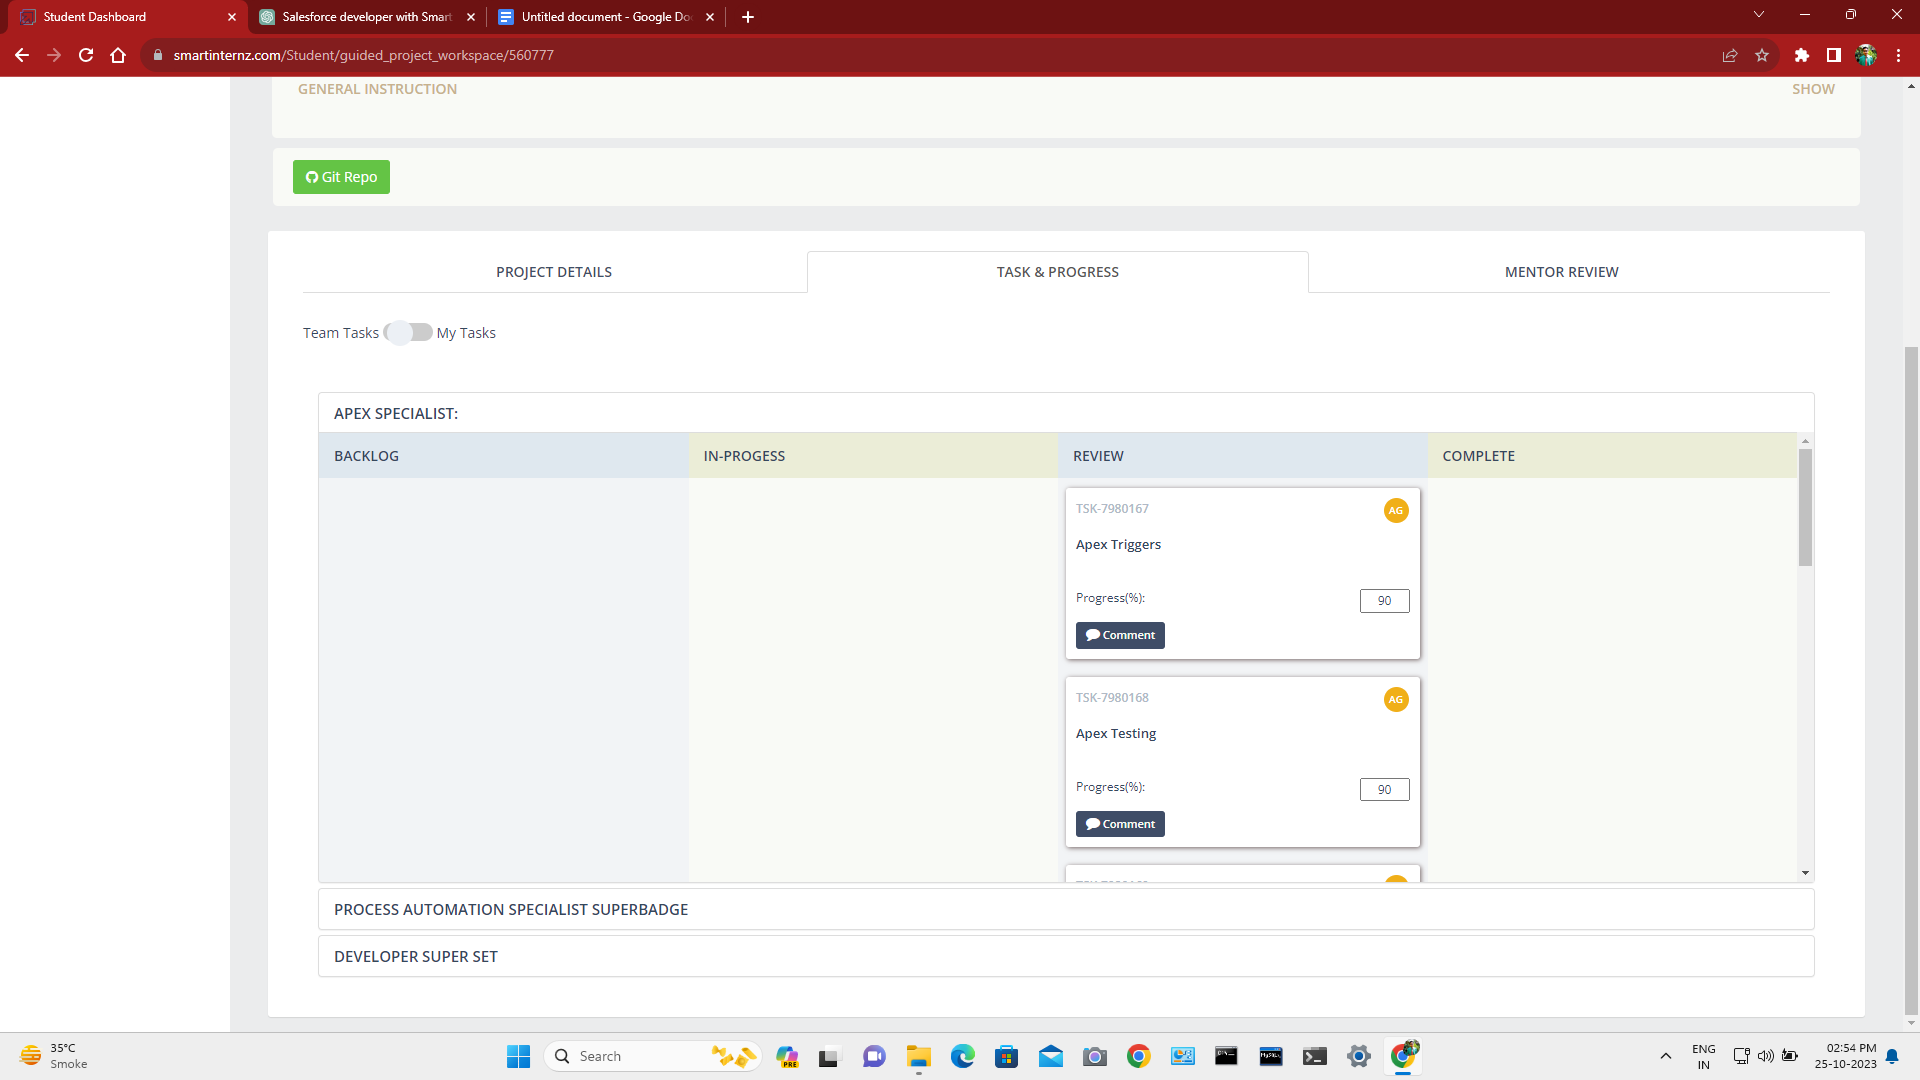 Student Dashboard
Salesforce developer with Smart
Untitled document - Google Do
smartinternz.com/Student/guided_project_workspace/560777
GENERAL INSTRUCTION
SHOW
Git Repo
PROJECT DETAILS
TASK & PROGRESS
MENTOR REVIEW
Team Tasks
My Tasks
APEX SPECIALIST:
BACKLOG
IN-PROGESS
REVIEW
COMPLETE
TSK-7980167
AG
Apex Triggers
Progress(%):
90
Comment
TSK-7980168
AG
Apex Testing
Progress(%):
90
Comment
PROCESS AUTOMATION SPECIALIST SUPERBADGE
DEVELOPER SUPER SET
35°C
Smoke
Search
PRE
ENG
IN
02:54 PM
25-10-2023